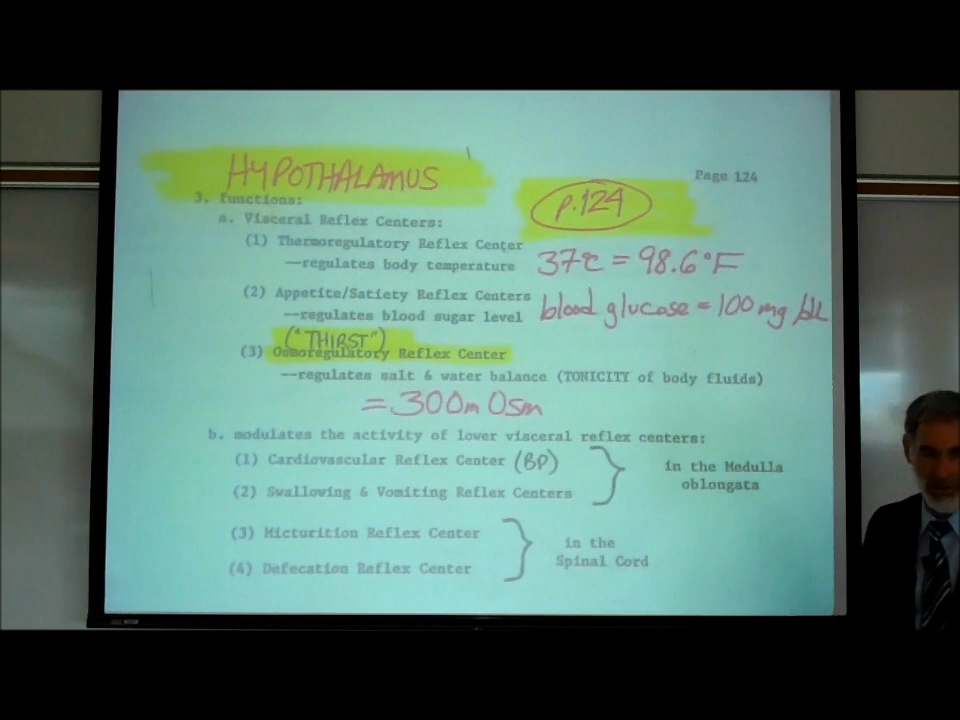 HYPOTHALAMUS
Page 124
3. functions:
p.124
a. Visceral Reflex Centers:
(1) Thermoregulatory Reflex Center
—regulates body temperature 37°C = 98.6°F
(2) Appetite/Satiety Reflex Centers
—regulates blood sugar level blood glucose = 100 mg/dL
("THIRST")
(3) Osmoregulatory Reflex Center
—regulates salt & water balance (TONICITY of body fluids)
= 300m Osm
b. modulates the activity of lower visceral reflex centers:
(1) Cardiovascular Reflex Center (BP)
(2) Swallowing & Vomiting Reflex Centers
in the Medulla
oblongata
(3) Micturition Reflex Center
(4) Defecation Reflex Center
in the
Spinal Cord